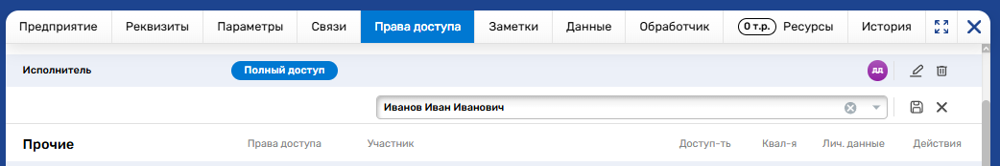 Предприятие Реквизиты Параметры Связи Права доступа Заметки Данные Обработчик 0 т.р. Ресурсы История
Исполнитель Полный доступ ДД
Иванов Иван Иванович
Прочие Права доступа Участник Доступ-ть Квал-я Лич. данные Действия